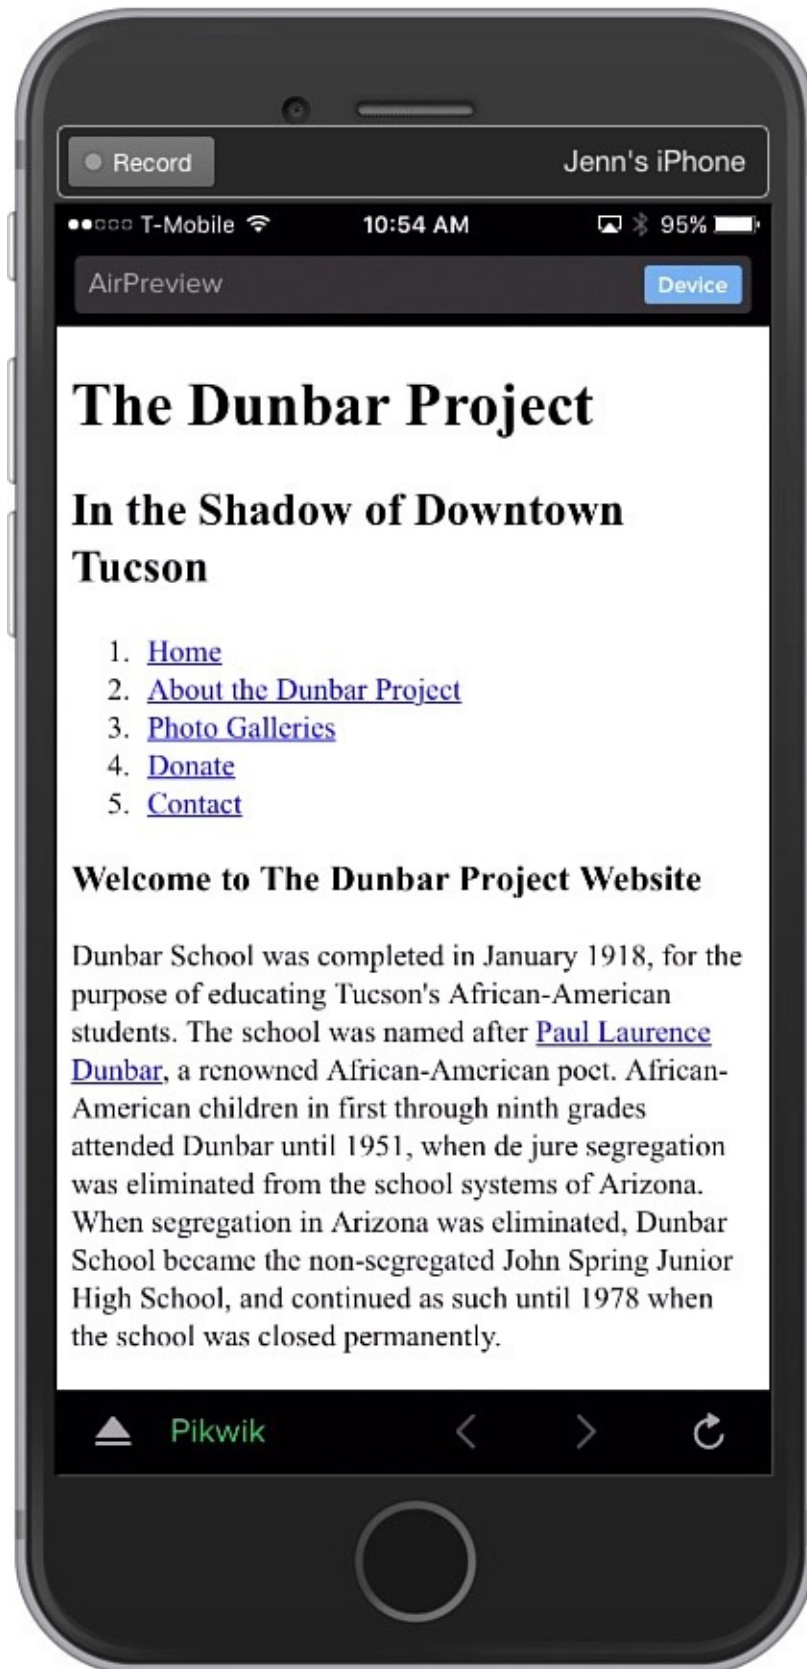 Record Jenn's iPhone
T-Mobile 10:54 AM 95%
AirPreview Device
The Dunbar Project
In the Shadow of Downtown
Tucson
1. Home
2. About the Dunbar Project
3. Photo Galleries
4. Donate
5. Contact
Welcome to The Dunbar Project Website
Dunbar School was completed in January 1918, for the
purpose of educating Tucson's African-American
students. The school was named after Paul Laurence
Dunbar, a renowned African-American poet. African-
American children in first through ninth grades
attended Dunbar until 1951, when de jure segregation
was eliminated from the school systems of Arizona.
When segregation in Arizona was eliminated, Dunbar
School became the non-segregated John Spring Junior
High School, and continued as such until 1978 when
the school was closed permanently.
Pikwik